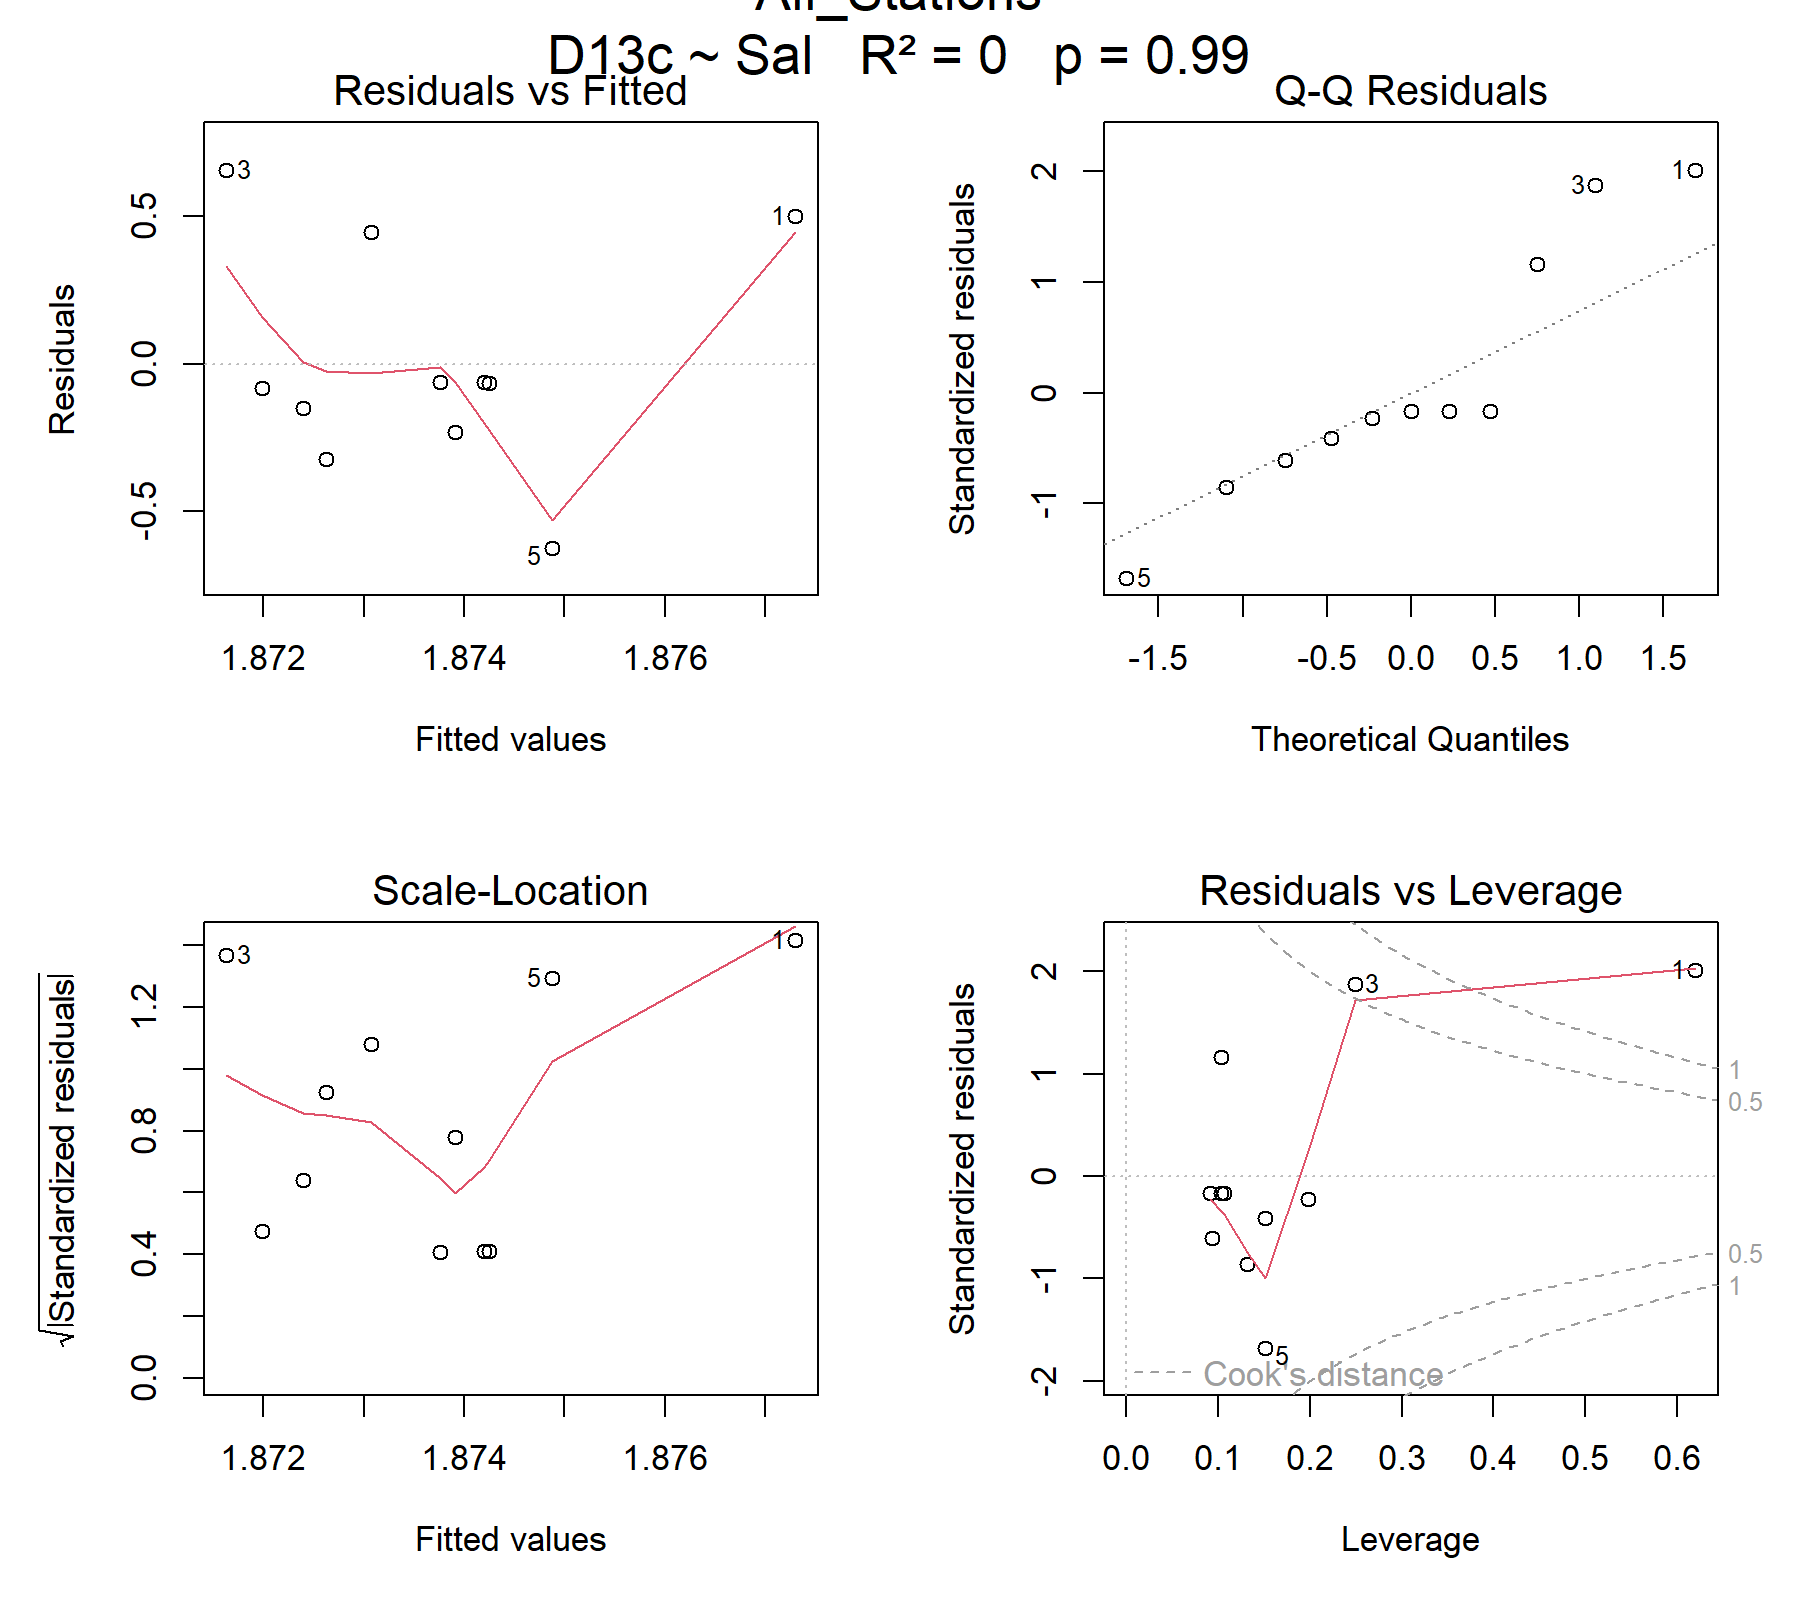 All_Stations
D13c ~ Sal R² = 0 p = 0.99
Residuals vs Fitted
3
1
5
0.5
0.0
-0.5
Residuals
1.872 1.874 1.876
Fitted values
Q-Q Residuals
3
1
5
2
1
0
-1
Standardized residuals
-1.5 -0.5 0.0 0.5 1.0 1.5
Theoretical Quantiles
Scale-Location
3
1
5
1.2
0.8
0.4
0.0
√|Standardized residuals|
1.872 1.874 1.876
Fitted values
Residuals vs Leverage
3
1
5
1
0.5
0.5
1
Cook's distance
2
1
0
-1
-2
Standardized residuals
0.0 0.1 0.2 0.3 0.4 0.5 0.6
Leverage